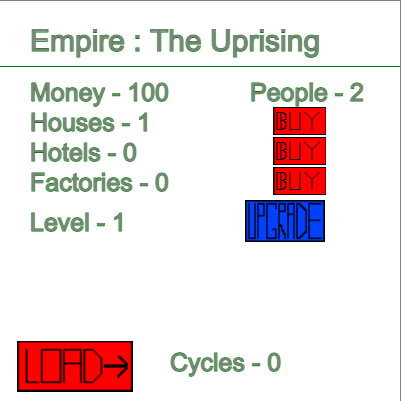 Empire : The Uprising
Money - 100 People - 2
Houses - 1 BUY
Hotels - 0 BUY
Factories - 0 BUY
Level - 1 UPGRADE
LOAD→ Cycles - 0